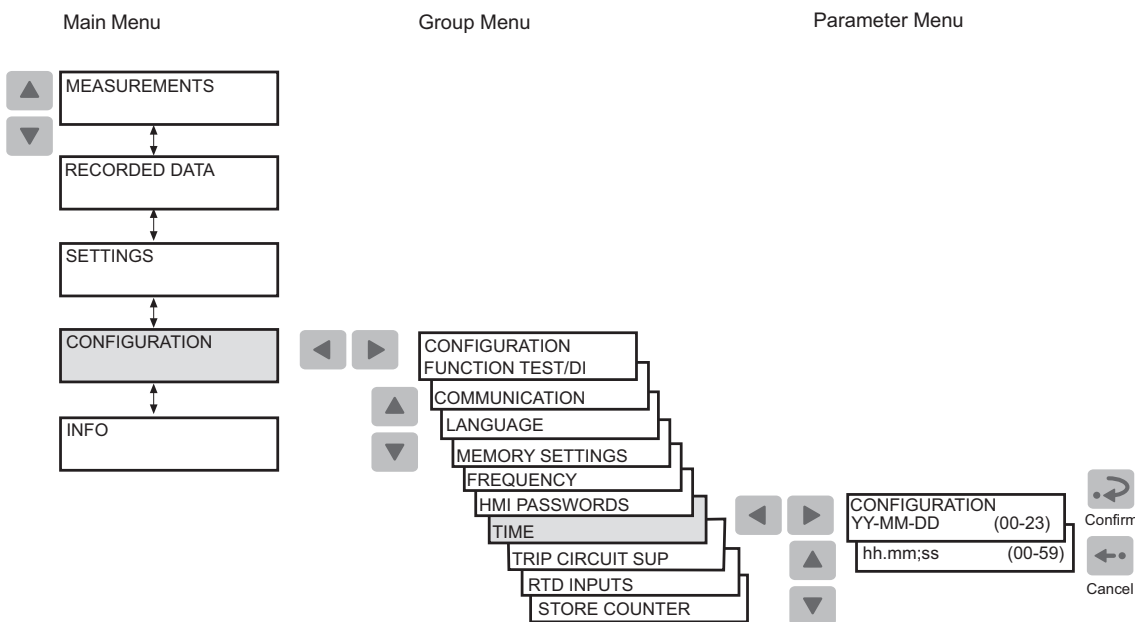 Main Menu
Group Menu
Parameter Menu
MEASUREMENTS
RECORDED DATA
SETTINGS
CONFIGURATION
INFO
CONFIGURATION
FUNCTION TEST/DI
COMMUNICATION
LANGUAGE
MEMORY SETTINGS
FREQUENCY
HMI PASSWORDS
TIME
TRIP CIRCUIT SUP
RTD INPUTS
STORE COUNTER
CONFIGURATION
YY-MM-DD (00-23)
hh.mm;ss (00-59)
Confirm
Cancel